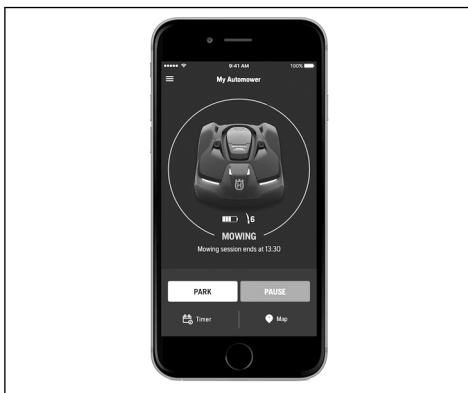 9:41 AM
100%
My Automower
6
MOWING
Mowing session ends at 13:30
PARK
PAUSE
Timer
Map